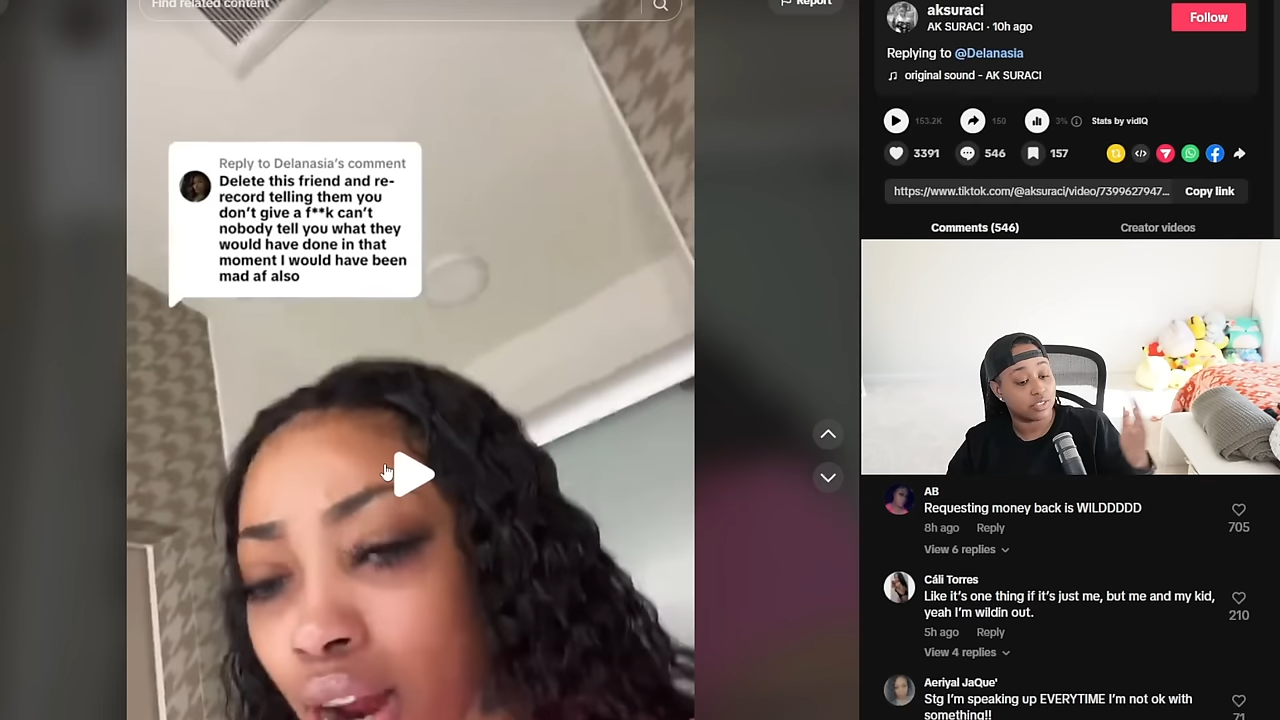 Find related content
Report
Reply to Delanasia's comment
Delete this friend and re-
record telling them you
don't give a f**k can't
nobody tell you what they
would have done in that
moment I would have been
mad af also
aksuraci
AK SURACI · 10h ago
Follow
Replying to @Delanasia
original sound - AK SURACI
153.2K
150
3%
Stats by vidIQ
3391
546
157
https://www.tiktok.com/@aksuraci/video/7399627947...
Copy link
Comments (546)
Creator videos
AB
Requesting money back is WILDDDDD
8h ago
Reply
705
View 6 replies
Cáli Torres
Like it's one thing if it's just me, but me and my kid,
yeah I'm wildin out.
210
5h ago
Reply
View 4 replies
Aeriyal JaQue'
Stg I'm speaking up EVERYTIME I'm not ok with
something!!
71